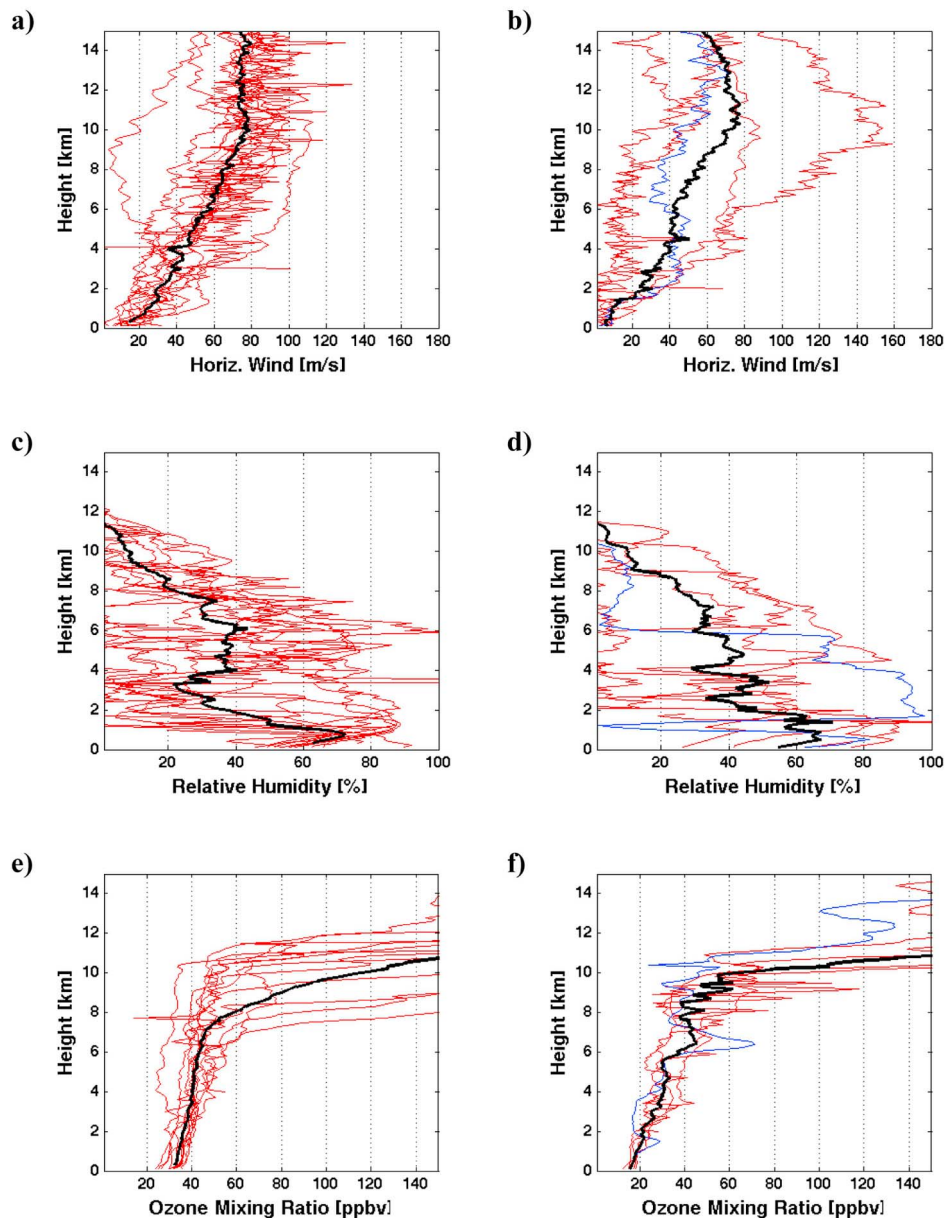 a)
b)
14
12
10
8
6
4
2
0
Height [km]
20 40 60 80 100 120 140 160 180
Horiz. Wind [m/s]
14
12
10
8
6
4
2
0
Height [km]
20 40 60 80 100 120 140 160 180
Horiz. Wind [m/s]
c)
d)
14
12
10
8
6
4
2
0
Height [km]
20 40 60 80 100
Relative Humidity [%]
14
12
10
8
6
4
2
0
Height [km]
20 40 60 80 100
Relative Humidity [%]
e)
f)
14
12
10
8
6
4
2
0
Height [km]
20 40 60 80 100 120 140
Ozone Mixing Ratio [ppbv]
14
12
10
8
6
4
2
0
Height [km]
20 40 60 80 100 120 140
Ozone Mixing Ratio [ppbv]